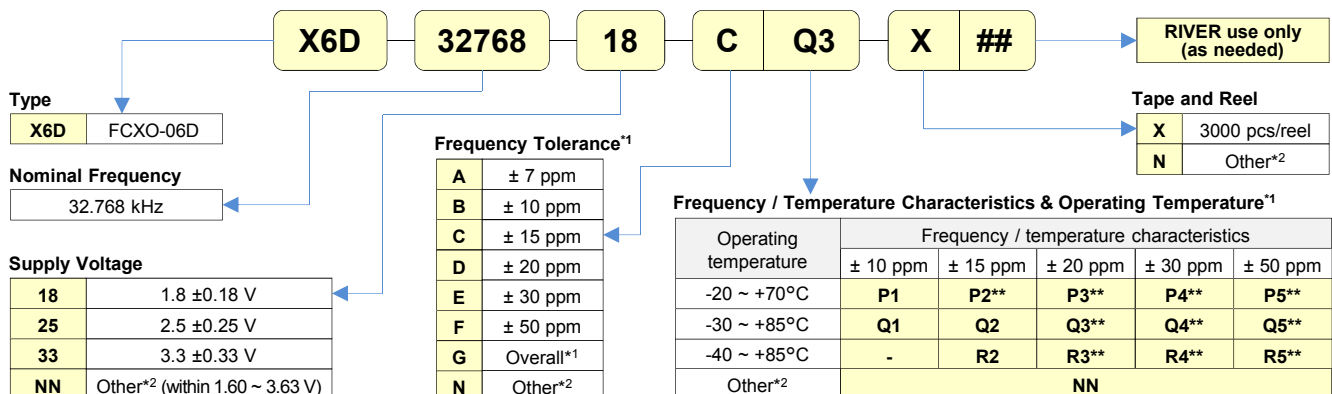 X6D 32768 18 C Q3 X ##
RIVER use only
(as needed)
Type
X6D FCXO-06D
Nominal Frequency
32.768 kHz
Supply Voltage
18 1.8 ±0.18 V
25 2.5 ±0.25 V
33 3.3 ±0.33 V
NN Other*2 (within 1.60 ~ 3.63 V)
Frequency Tolerance*1
A ± 7 ppm
B ± 10 ppm
C ± 15 ppm
D ± 20 ppm
E ± 30 ppm
F ± 50 ppm
G Overall*1
N Other*2
Tape and Reel
X 3000 pcs/reel
N Other*2
Frequency / Temperature Characteristics & Operating Temperature*1
Operating
temperature
Frequency / temperature characteristics
± 10 ppm ± 15 ppm ± 20 ppm ± 30 ppm ± 50 ppm
-20 ~ +70°C P1 P2** P3** P4** P5**
-30 ~ +85°C Q1 Q2 Q3** Q4** Q5**
-40 ~ +85°C - R2 R3** R4** R5**
Other*2 NN